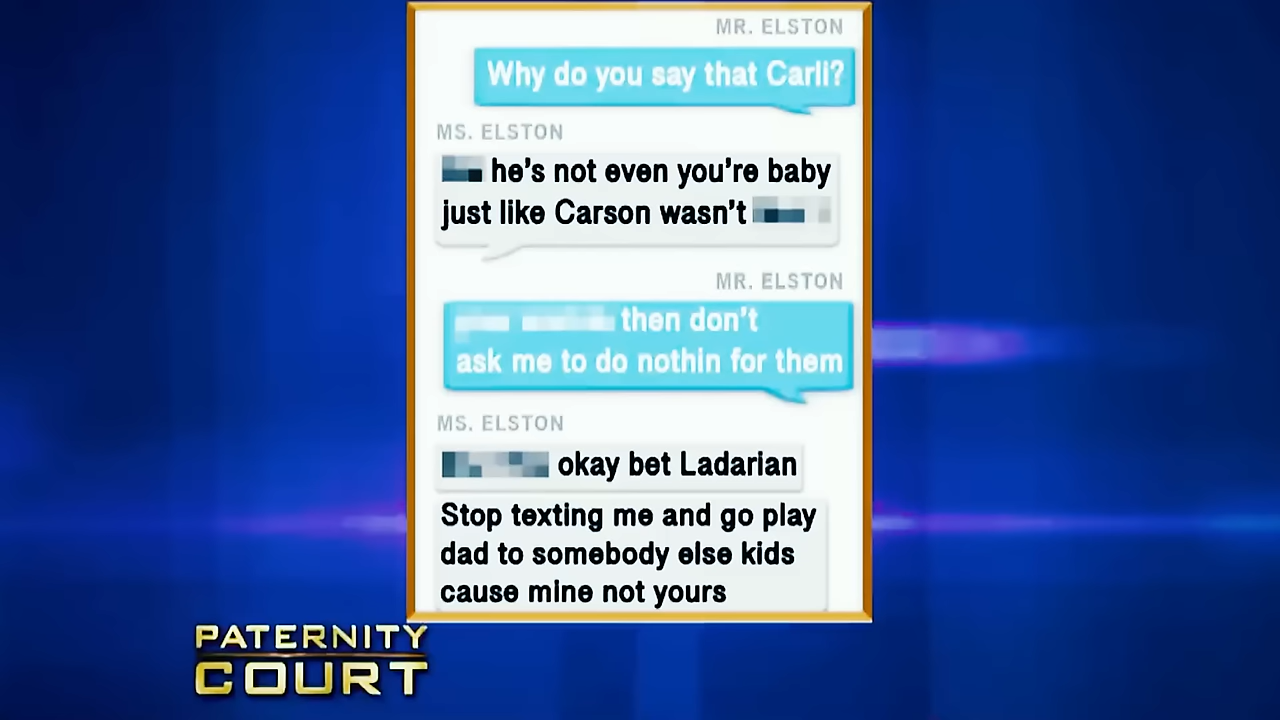 MR. ELSTON
Why do you say that Carli?
MS. ELSTON
he's not even you're baby
just like Carson wasn't
MR. ELSTON
then don't
ask me to do nothin for them
MS. ELSTON
okay bet Ladarian
Stop texting me and go play
dad to somebody else kids
cause mine not yours
PATERNITY
COURT